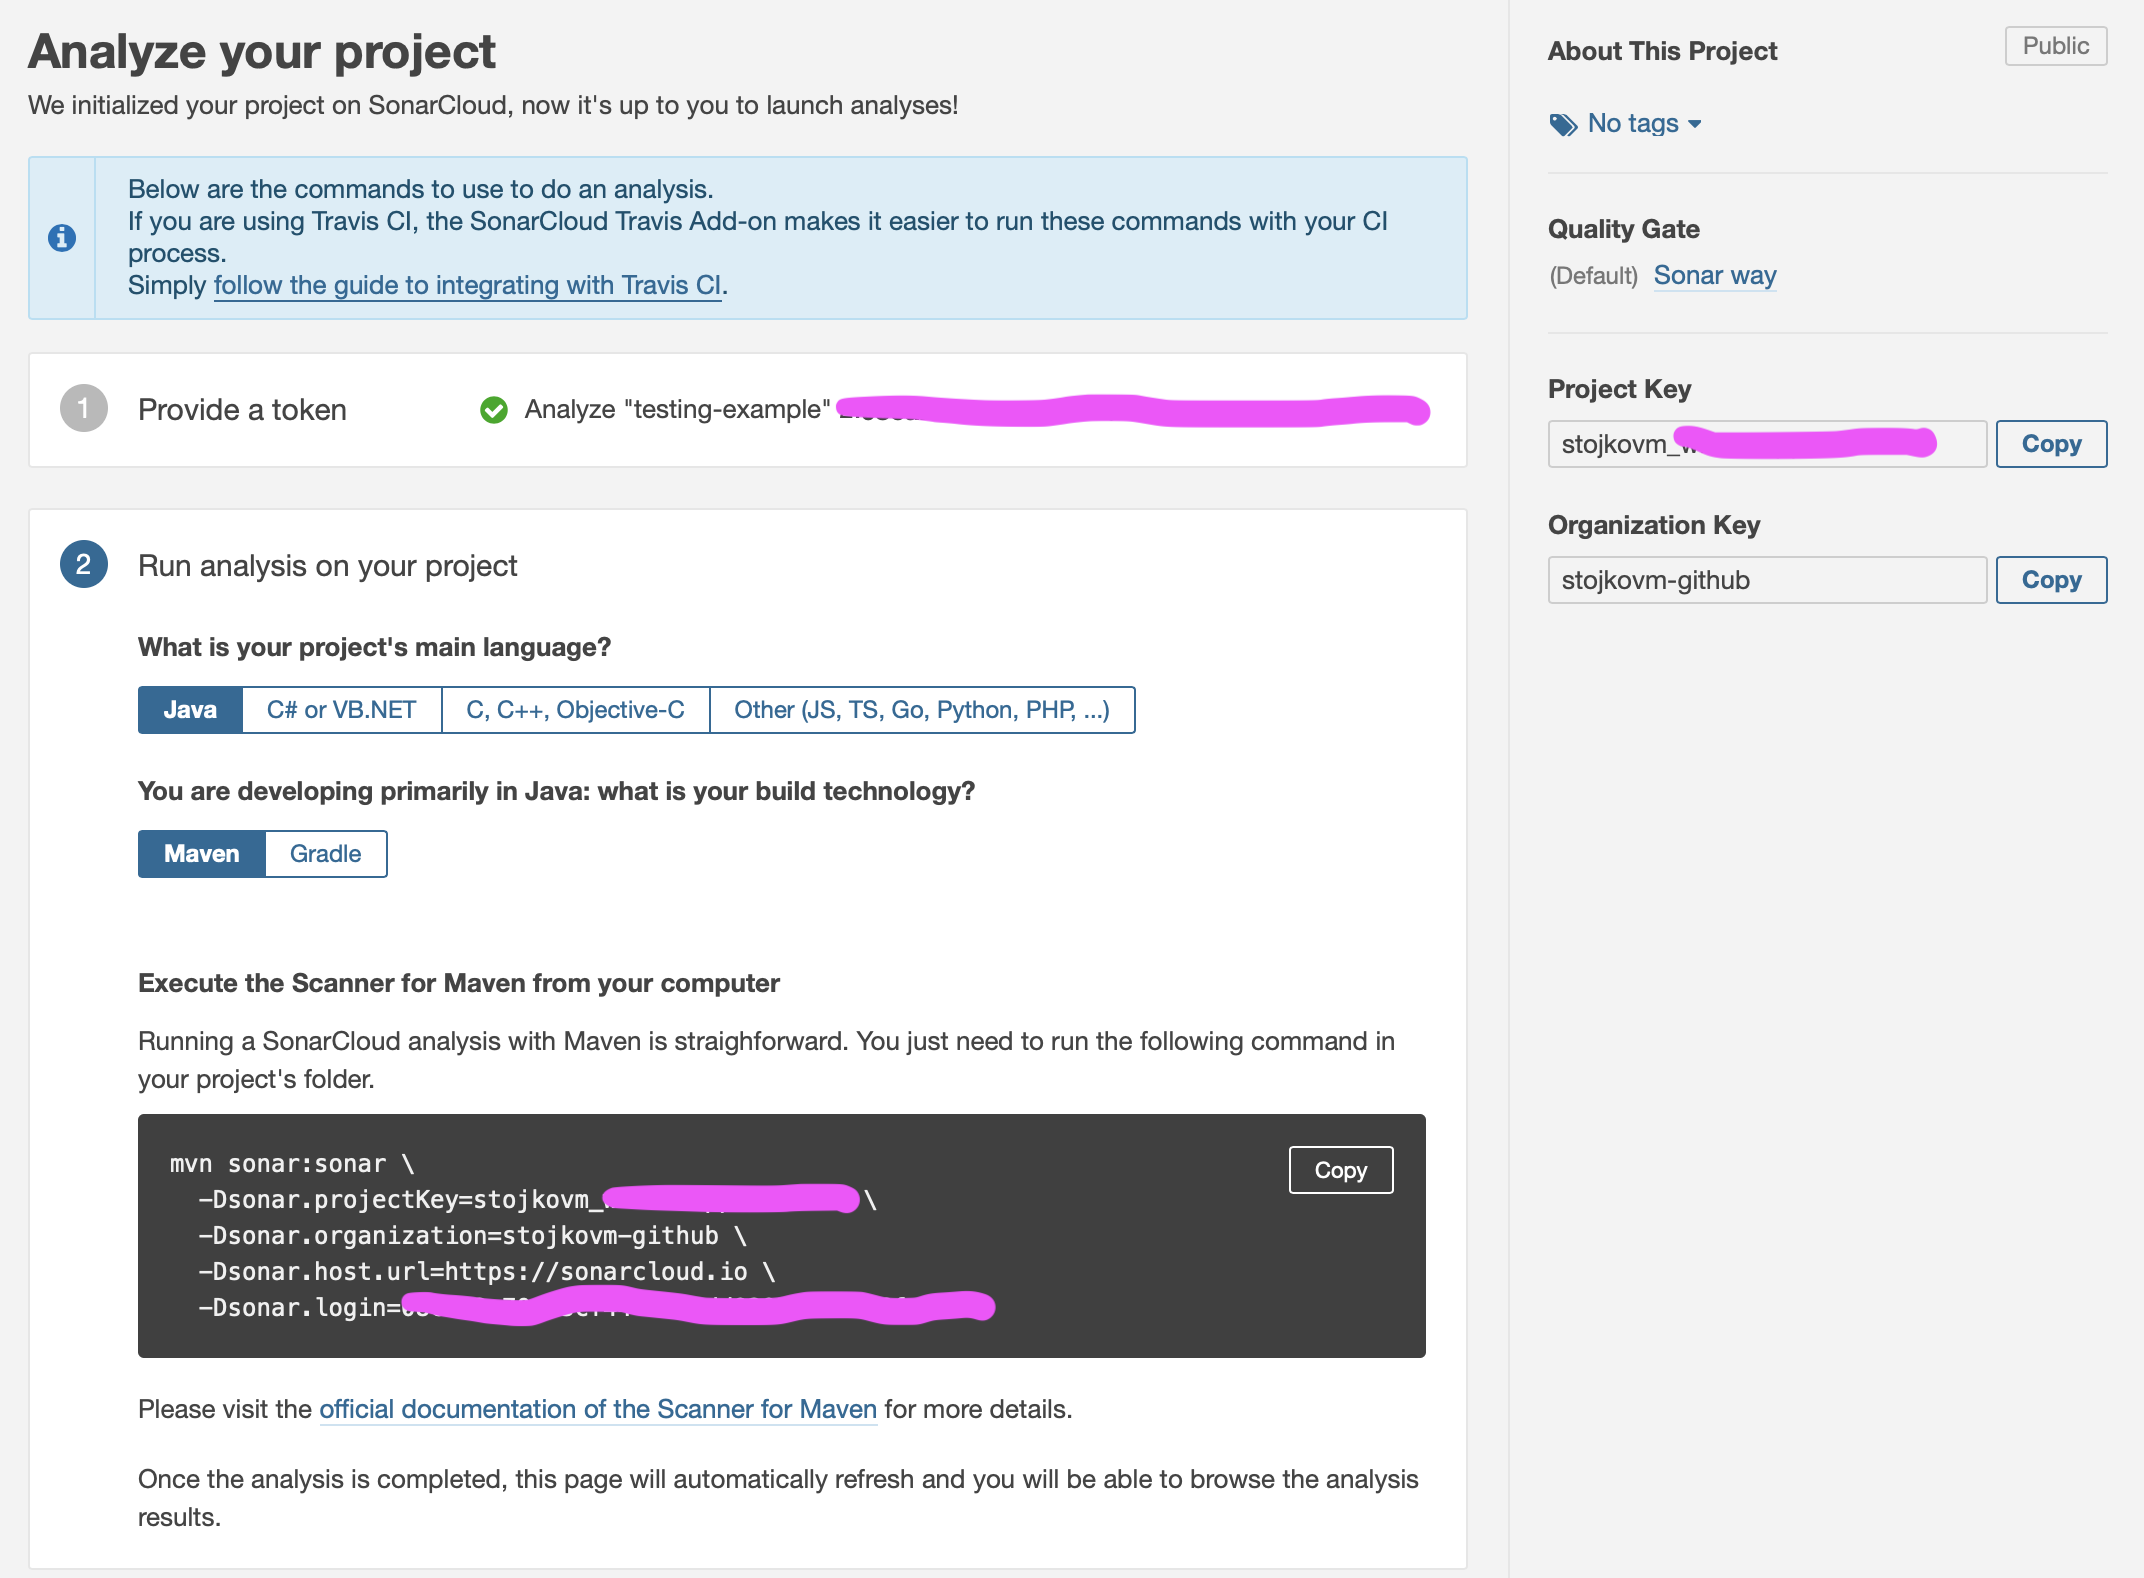 Analyze your project
We initialized your project on SonarCloud, now it's up to you to launch analyses!
Below are the commands to use to do an analysis.
If you are using Travis CI, the SonarCloud Travis Add-on makes it easier to run these commands with your CI
process.
Simply follow the guide to integrating with Travis CI.
1 Provide a token Analyze "testing-example"
2 Run analysis on your project
What is your project's main language?
Java C# or VB.NET C, C++, Objective-C Other (JS, TS, Go, Python, PHP, ...)
You are developing primarily in Java: what is your build technology?
Maven Gradle
Execute the Scanner for Maven from your computer
Running a SonarCloud analysis with Maven is straighforward. You just need to run the following command in
your project's folder.
mvn sonar:sonar \
-Dsonar.projectKey=stojkovm_ \
-Dsonar.organization=stojkovm-github \
-Dsonar.host.url=https://sonarcloud.io \
-Dsonar.login=
Copy
Please visit the official documentation of the Scanner for Maven for more details.
Once the analysis is completed, this page will automatically refresh and you will be able to browse the analysis
results.
About This Project Public
No tags
Quality Gate
(Default) Sonar way
Project Key
stojkovm_ Copy
Organization Key
stojkovm-github Copy